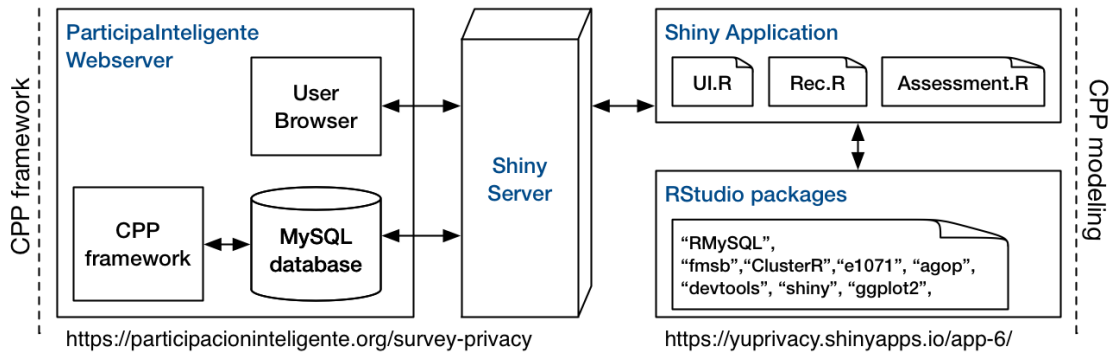 CPP framework
ParticipaInteligente
Webserver
User
Browser
CPP
framework
MySQL
database
https://participacioninteligente.org/survey-privacy
Shiny
Server
Shiny Application
UI.R
Rec.R
Assessment.R
RStudio packages
“RMySQL”,
“fmsb”,“ClusterR”,“e1071”, “agop”,
“devtools”, “shiny”, “ggplot2”,
https://yuprivacy.shinyapps.io/app-6/
CPP modeling